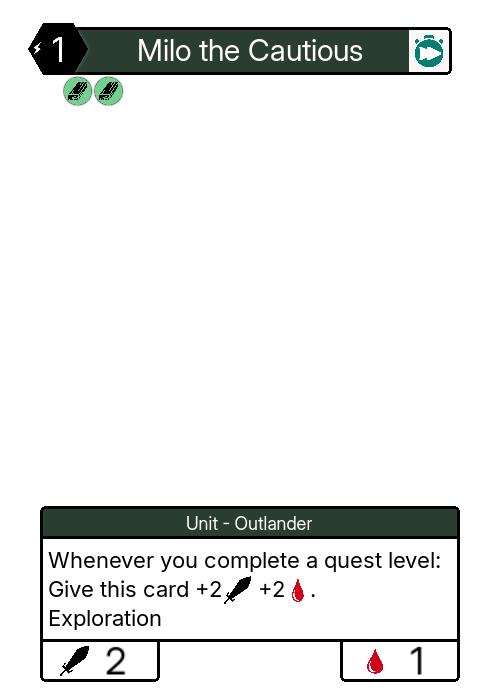 1
Milo the Cautious
Unit - Outlander
Whenever you complete a quest level:
Give this card +2 +2 .
Exploration
2
1